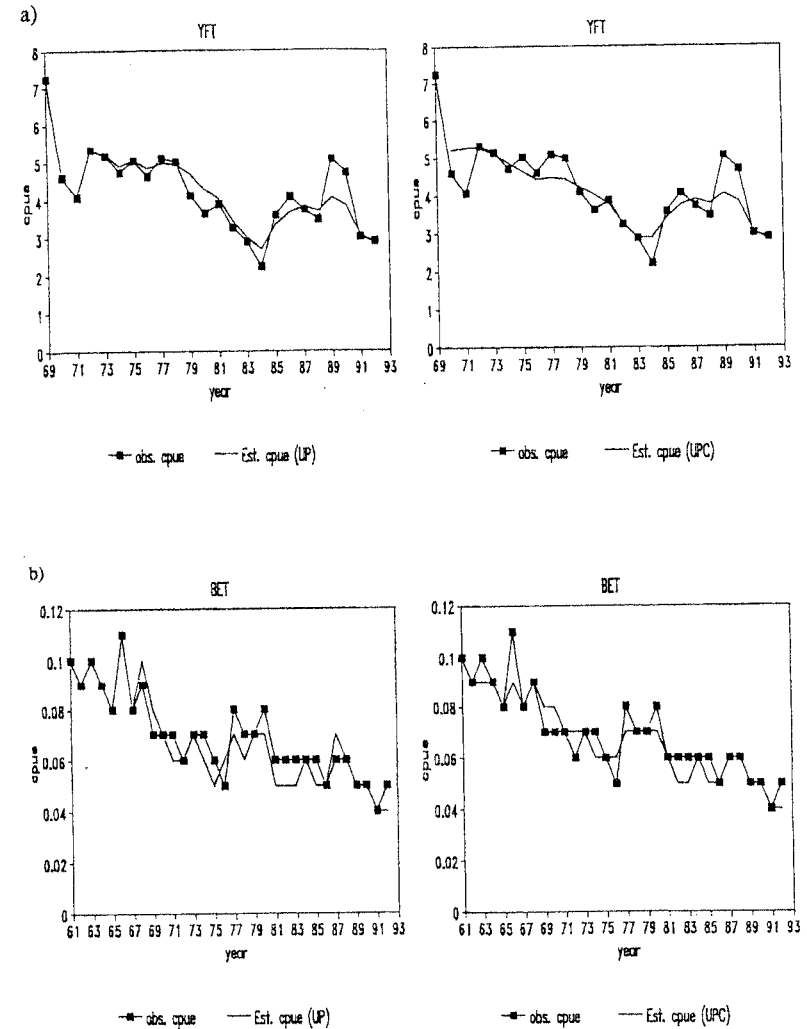 a)
YFT
8
7
6
5
4
3
2
1
0
cpue
69 71 73 75 77 79 81 83 85 87 89 91 93
year
obs. cpue Est. cpue (UP)
YFT
8
7
6
5
4
3
2
1
0
cpue
69 71 73 75 77 79 81 83 85 87 89 91 93
year
obs. cpue Est. cpue (UPC)
b)
BET
0.12
0.1
0.08
0.06
0.04
0.02
0
cpue
61 63 65 67 69 71 73 75 77 79 81 83 85 87 89 91 93
year
obs. cpue Est. cpue (UP)
BET
0.12
0.1
0.08
0.06
0.04
0.02
0
cpue
61 63 65 67 69 71 73 75 77 79 81 83 85 87 89 91 93
year
obs. cpue Est. cpue (UPC)